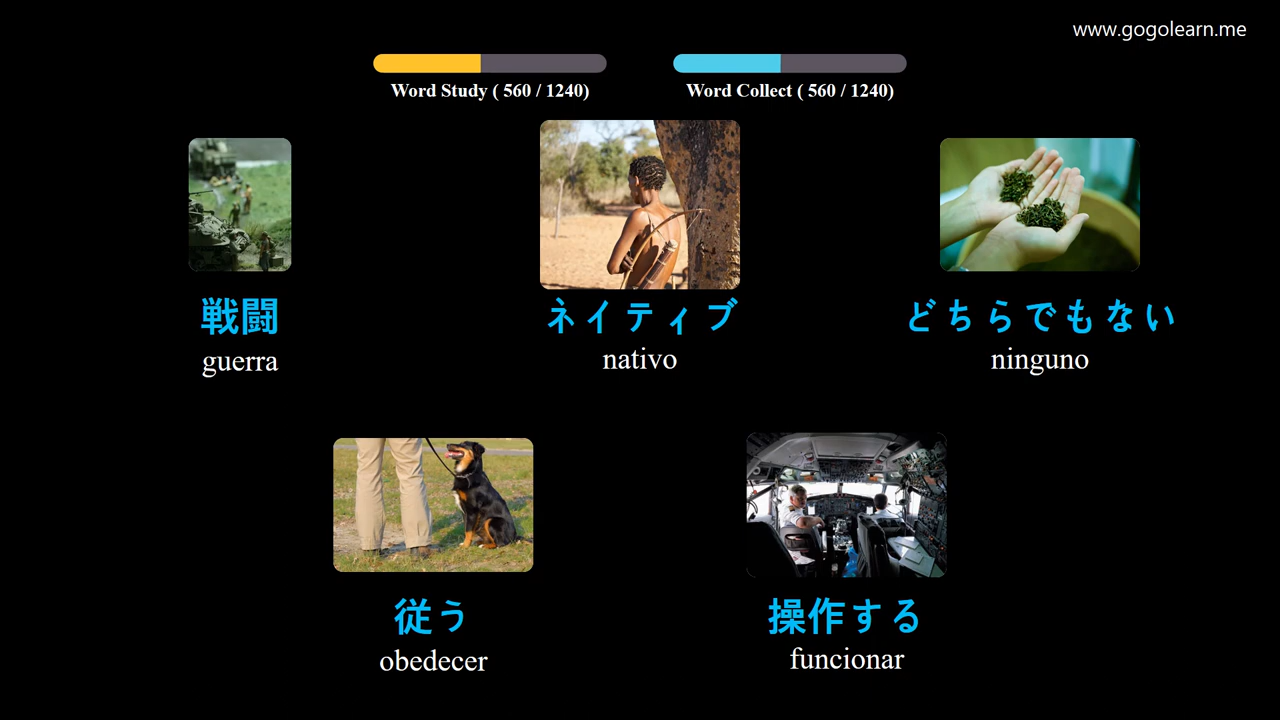 www.gogolearn.me
Word Study ( 560 / 1240)
Word Collect ( 560 / 1240)
戦闘
guerra
ネイティブ
nativo
どちらでもない
ninguno
従う
obedecer
操作する
funcionar